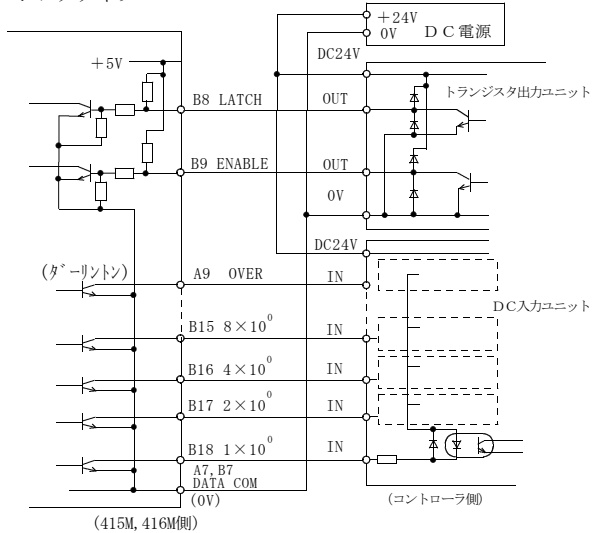 ＋24V
0V
ＤＣ電源
DC24V
＋5V
トランジスタ出力ユニット
B8 LATCH
OUT
B9 ENABLE
OUT
0V
DC24V
(ﾀﾞｰﾘﾝﾄﾝ)
A9 OVER
IN
ＤＣ入力ユニット
B15 8×10⁰
IN
B16 4×10⁰
IN
B17 2×10⁰
IN
B18 1×10⁰
IN
A7,B7
DATA COM
(0V)
(コントローラ側)
(415M,416M側)